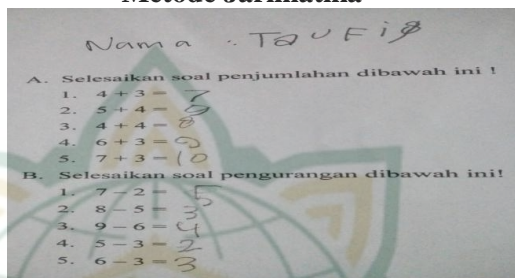 Metode Jarimatika
Nama : TaUFiq
A. Selesaikan soal penjumlahan dibawah ini !
1. 4 + 3 = 7
2. 5 + 4 = 9
3. 4 + 4 = 8
4. 6 + 3 = 9
5. 7 + 3 = 10
B. Selesaikan soal pengurangan dibawah ini!
1. 7 – 2 = 5
2. 8 – 5 = 3
3. 9 – 6 = 4
4. 5 – 3 = 2
5. 6 – 3 = 3